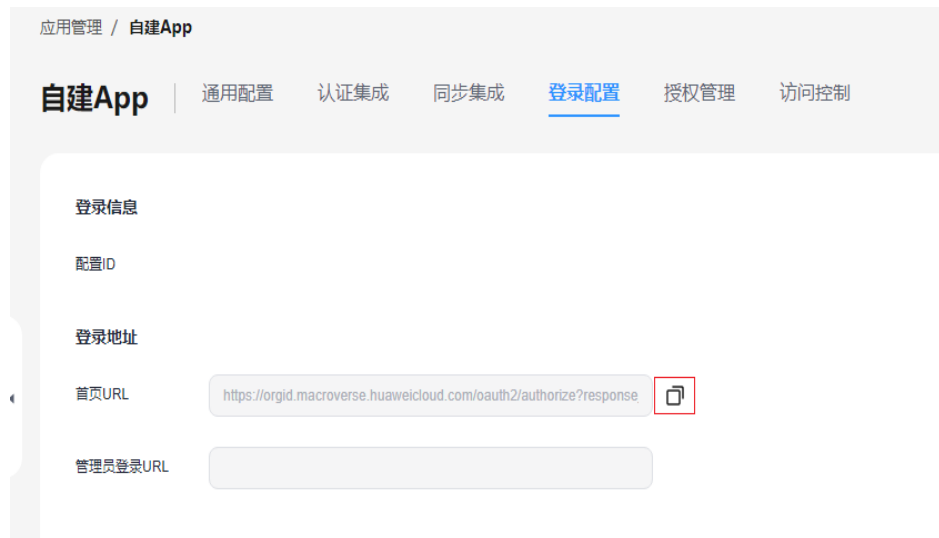 应用管理 / 自建App
自建App 通用配置 认证集成 同步集成 登录配置 授权管理 访问控制
登录信息
配置ID
登录地址
首页URL https://orgid.macroverse.huaweicloud.com/oauth2/authorize?response_
管理员登录URL